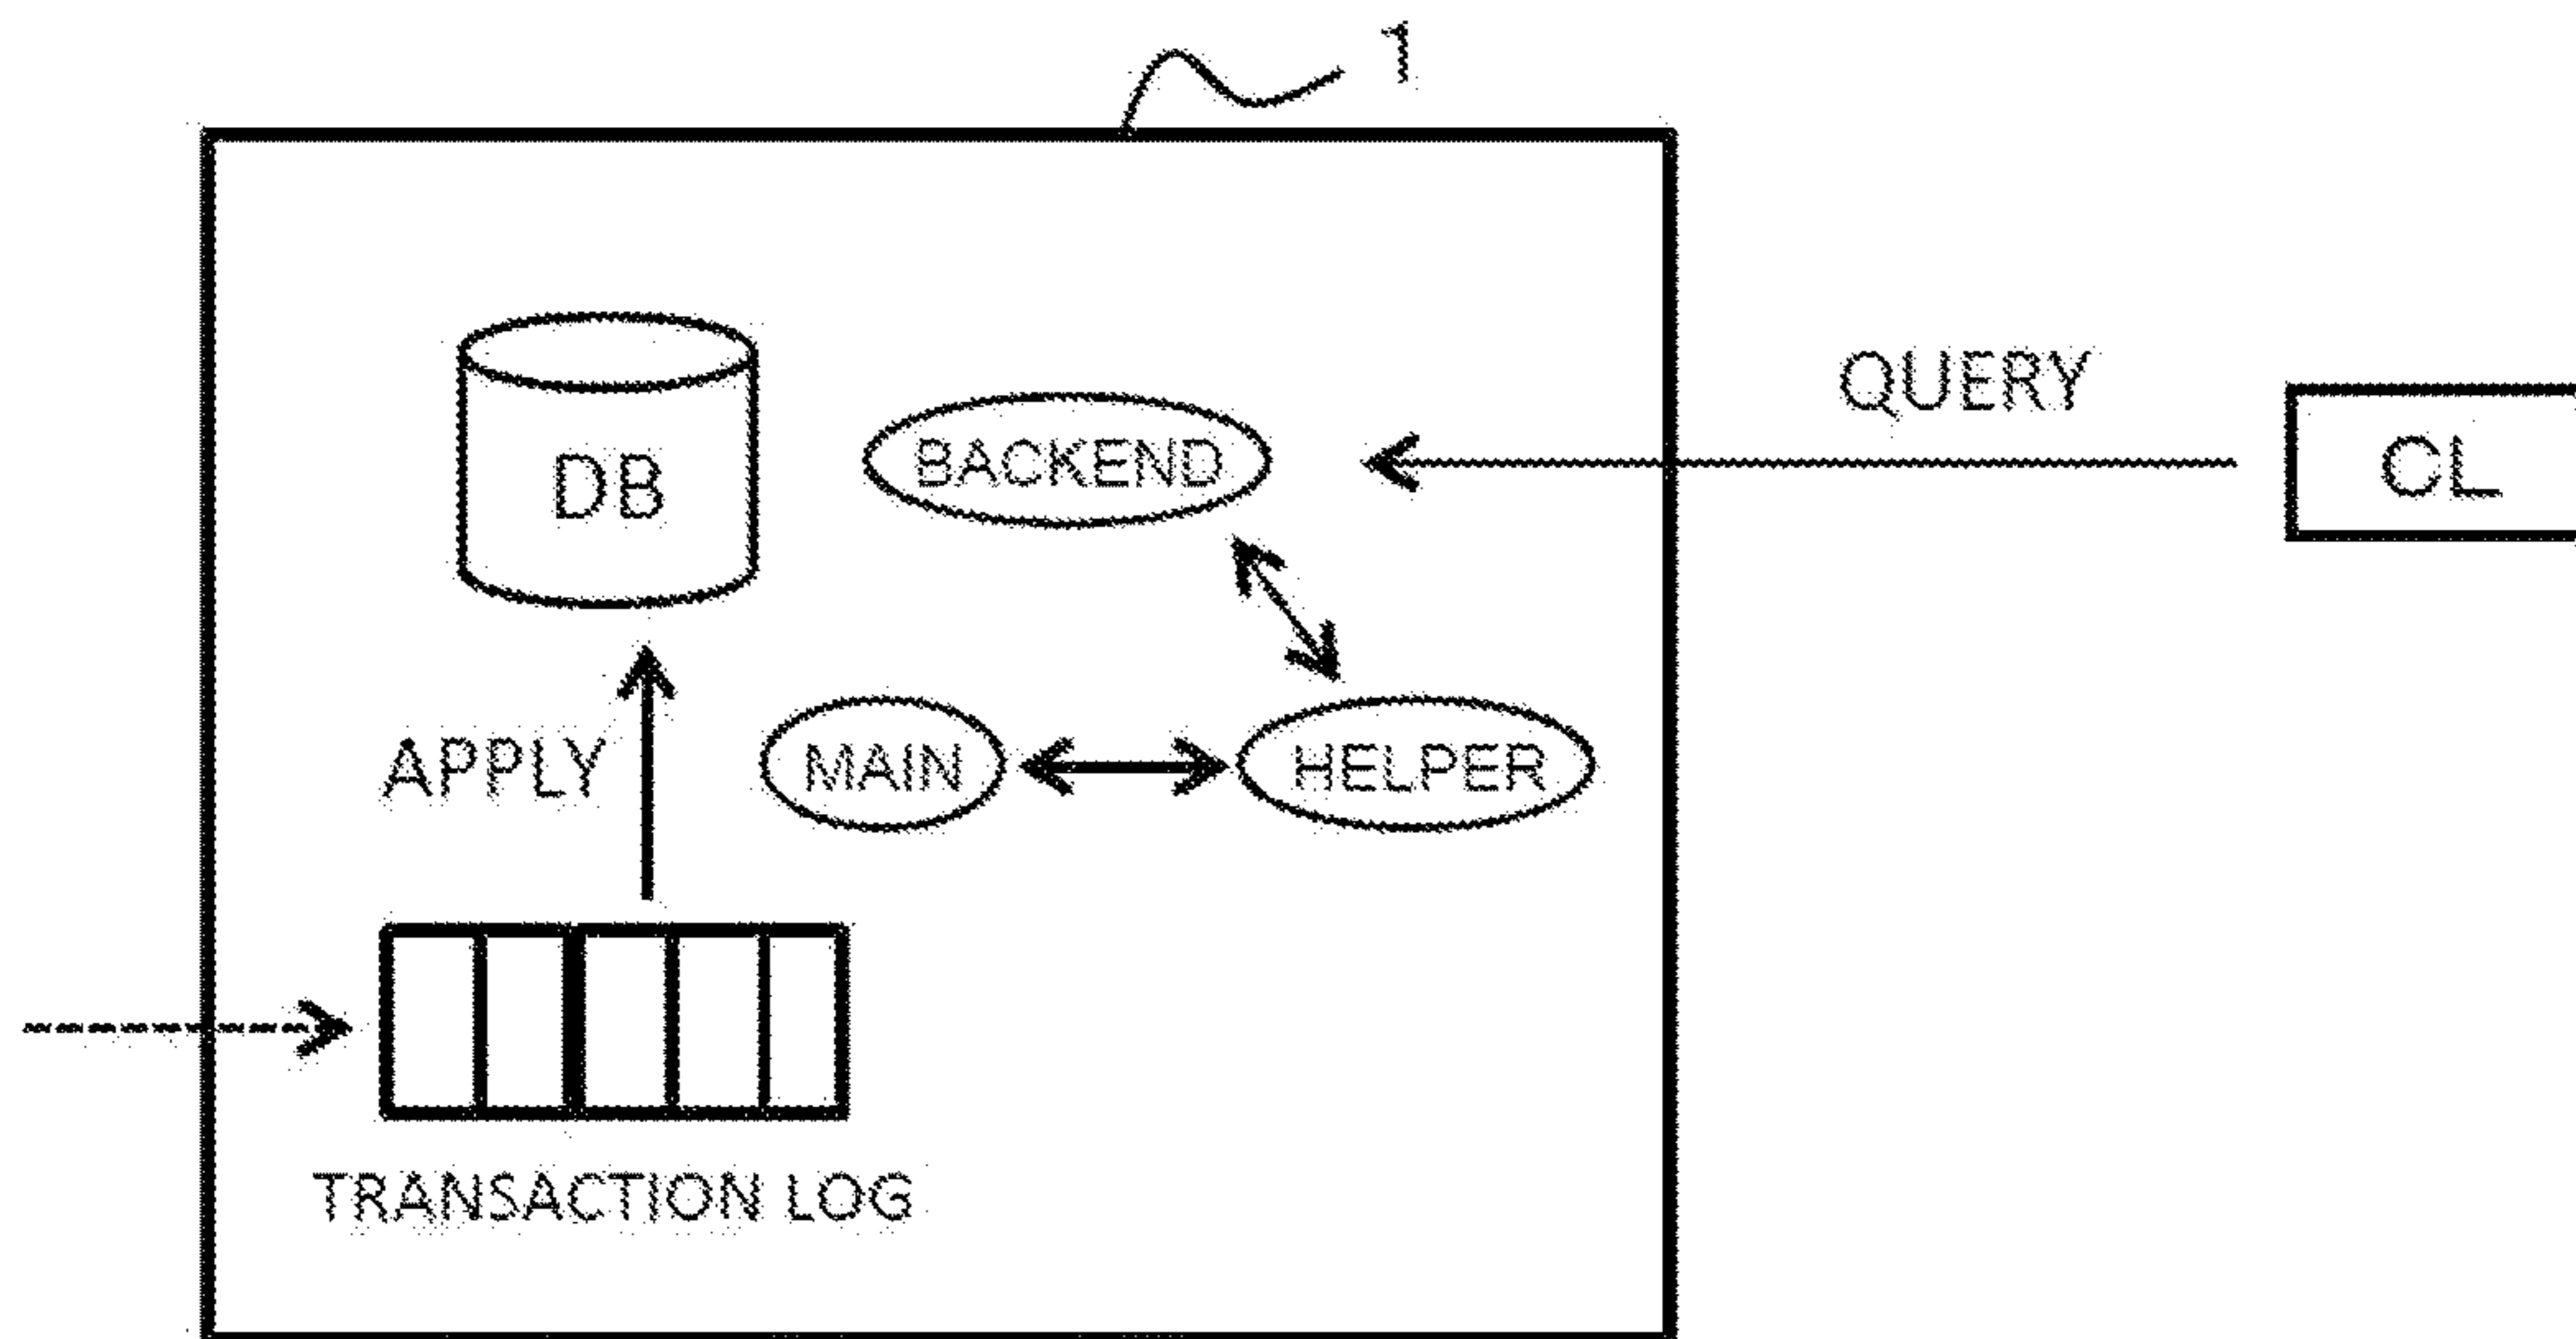 1
QUERY
DB
BACKEND
CL
APPLY
MAIN
HELPER
TRANSACTION LOG